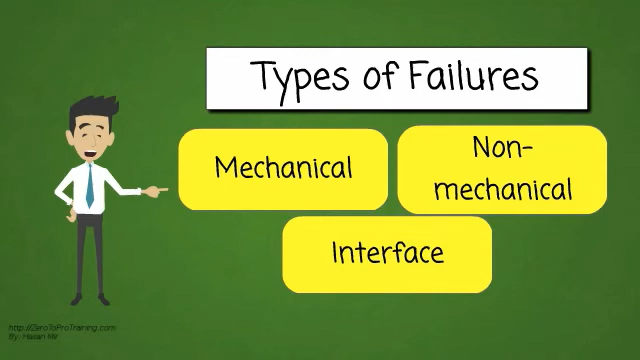 Types of Failures
Mechanical
Non-
mechanical
Interface
http://ZeroToProTraining.com
By: Hasan Mir